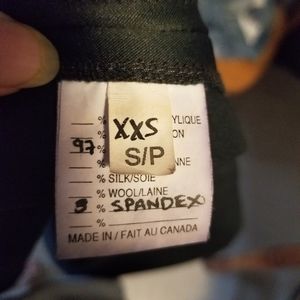 % XXS YLIQUE
% ON
97 % S/P
% NNE
% SILK/SOIE
% WOOL/LAINE
3 % SPANDEX
%
MADE IN / FAIT AU CANADA